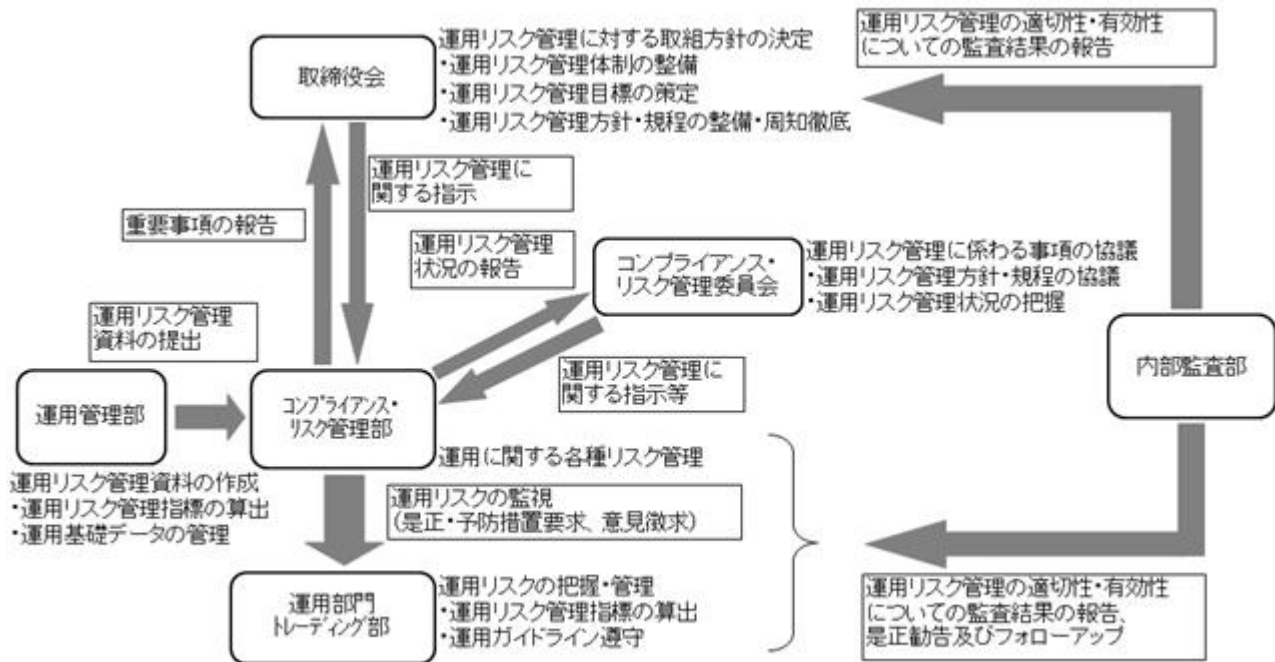 取締役会
運用リスク管理に対する取組方針の決定
・運用リスク管理体制の整備
・運用リスク管理目標の策定
・運用リスク管理方針・規程の整備・周知徹底
運用リスク管理の適切性・有効性
についての監査結果の報告
運用リスク管理に
関する指示
重要事項の報告
運用リスク管理
状況の報告
コンプライアンス・
リスク管理委員会
運用リスク管理に係わる事項の協議
・運用リスク管理方針・規程の協議
・運用リスク管理状況の把握
運用リスク管理
資料の提出
運用リスク管理に
関する指示等
内部監査部
運用管理部
コンプライアンス・
リスク管理部
運用に関する各種リスク管理
運用リスク管理資料の作成
・運用リスク管理指標の算出
・運用基礎データの管理
運用リスクの監視
(是正・予防措置要求、意見徴求)
運用部門
トレーディング部
運用リスクの把握・管理
・運用リスク管理指標の算出
・運用ガイドライン遵守
運用リスク管理の適切性・有効性
についての監査結果の報告、
是正勧告及びフォローアップ